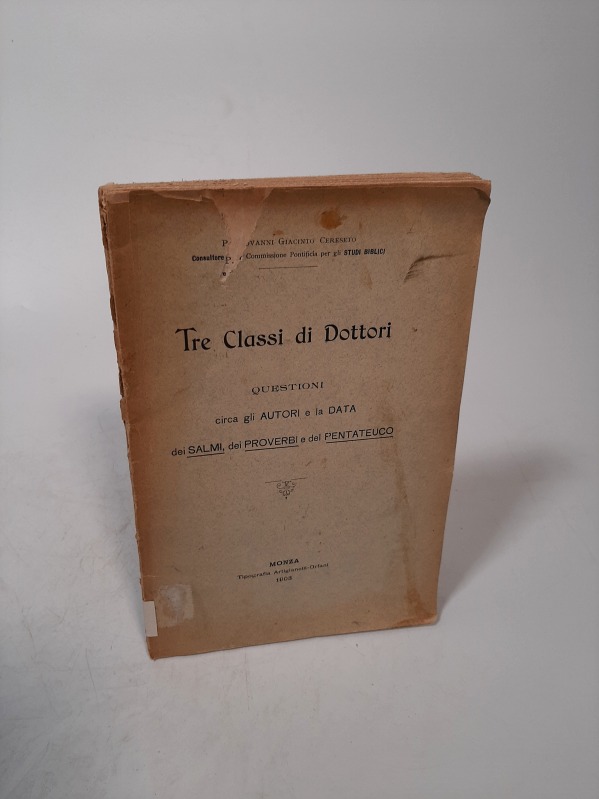 GIACINTO CERESETO
Consultore Commissione Pontificia per gli STUDI BIBLICI
Tre Classi di Dottori
QUESTIONI
circa gli AUTORI e la DATA
dei SALMI, dei PROVERBI e del PENTATEUCO
MONZA
Tipografia Artigianelli-Orfani